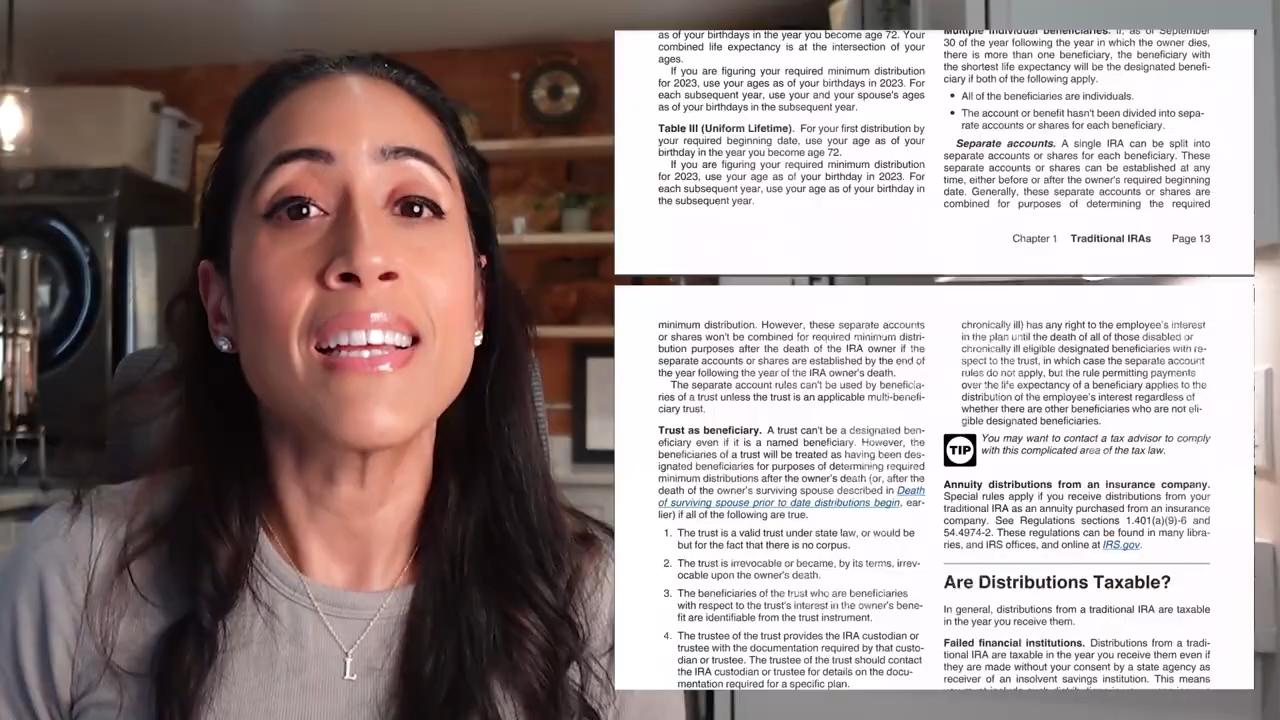 as of your birthdays in the year you become age 72. Your
combined life expectancy is at the intersection of your
ages.
If you are figuring your required minimum distribution
for 2023, use your ages as of your birthdays in 2023. For
each subsequent year, use your and your spouse's ages
as of your birthdays in the subsequent year.
Table III (Uniform Lifetime). For your first distribution by
your required beginning date, use your age as of your
birthday in the year you become age 72.
If you are figuring your required minimum distribution
for 2023, use your age as of your birthday in 2023. For
each subsequent year, use your age as of your birthday in
the subsequent year.
Multiple individual beneficiaries. If, as of September
30 of the year following the year in which the owner dies,
there is more than one beneficiary, the beneficiary with
the shortest life expectancy will be the designated benefi-
ciary if both of the following apply.
• All of the beneficiaries are individuals.
• The account or benefit hasn't been divided into sepa-
rate accounts or shares for each beneficiary.
Separate accounts. A single IRA can be split into
separate accounts or shares for each beneficiary. These
separate accounts or shares can be established at any
time, either before or after the owner's required beginning
date. Generally, these separate accounts or shares are
combined for purposes of determining the required
Chapter 1 Traditional IRAs Page 13
minimum distribution. However, these separate accounts
or shares won't be combined for required minimum distri-
bution purposes after the death of the IRA owner if the
separate accounts or shares are established by the end of
the year following the year of the IRA owner's death.
The separate account rules can't be used by beneficia-
ries of a trust unless the trust is an applicable multi-benefi-
ciary trust.
Trust as beneficiary. A trust can't be a designated ben-
eficiary even if it is a named beneficiary. However, the
beneficiaries of a trust will be treated as having been des-
ignated beneficiaries for purposes of determining required
minimum distributions after the owner's death (or, after the
death of the owner's surviving spouse described in Death
of surviving spouse prior to date distributions begin, ear-
lier) if all of the following are true.
1. The trust is a valid trust under state law, or would be
but for the fact that there is no corpus.
2. The trust is irrevocable or became, by its terms, irrev-
ocable upon the owner's death.
3. The beneficiaries of the trust who are beneficiaries
with respect to the trust's interest in the owner's bene-
fit are identifiable from the trust instrument.
4. The trustee of the trust provides the IRA custodian or
trustee with the documentation required by that custo-
dian or trustee. The trustee of the trust should contact
the IRA custodian or trustee for details on the docu-
mentation required for a specific plan.
chronically ill) has any right to the employee's interest
in the plan until the death of all of those disabled or
chronically ill eligible designated beneficiaries with re-
spect to the trust, in which case the separate account
rules do not apply, but the rule permitting payments
over the life expectancy of a beneficiary applies to the
distribution of the employee's interest regardless of
whether there are other beneficiaries who are not eli-
gible designated beneficiaries.
TIP
You may want to contact a tax advisor to comply
with this complicated area of the tax law.
Annuity distributions from an insurance company.
Special rules apply if you receive distributions from your
traditional IRA as an annuity purchased from an insurance
company. See Regulations sections 1.401(a)(9)-6 and
54.4974-2. These regulations can be found in many libra-
ries, and IRS offices, and online at IRS.gov.
Are Distributions Taxable?
In general, distributions from a traditional IRA are taxable
in the year you receive them.
Failed financial institutions. Distributions from a tradi-
tional IRA are taxable in the year you receive them even if
they are made without your consent by a state agency as
receiver of an insolvent savings institution. This means
L